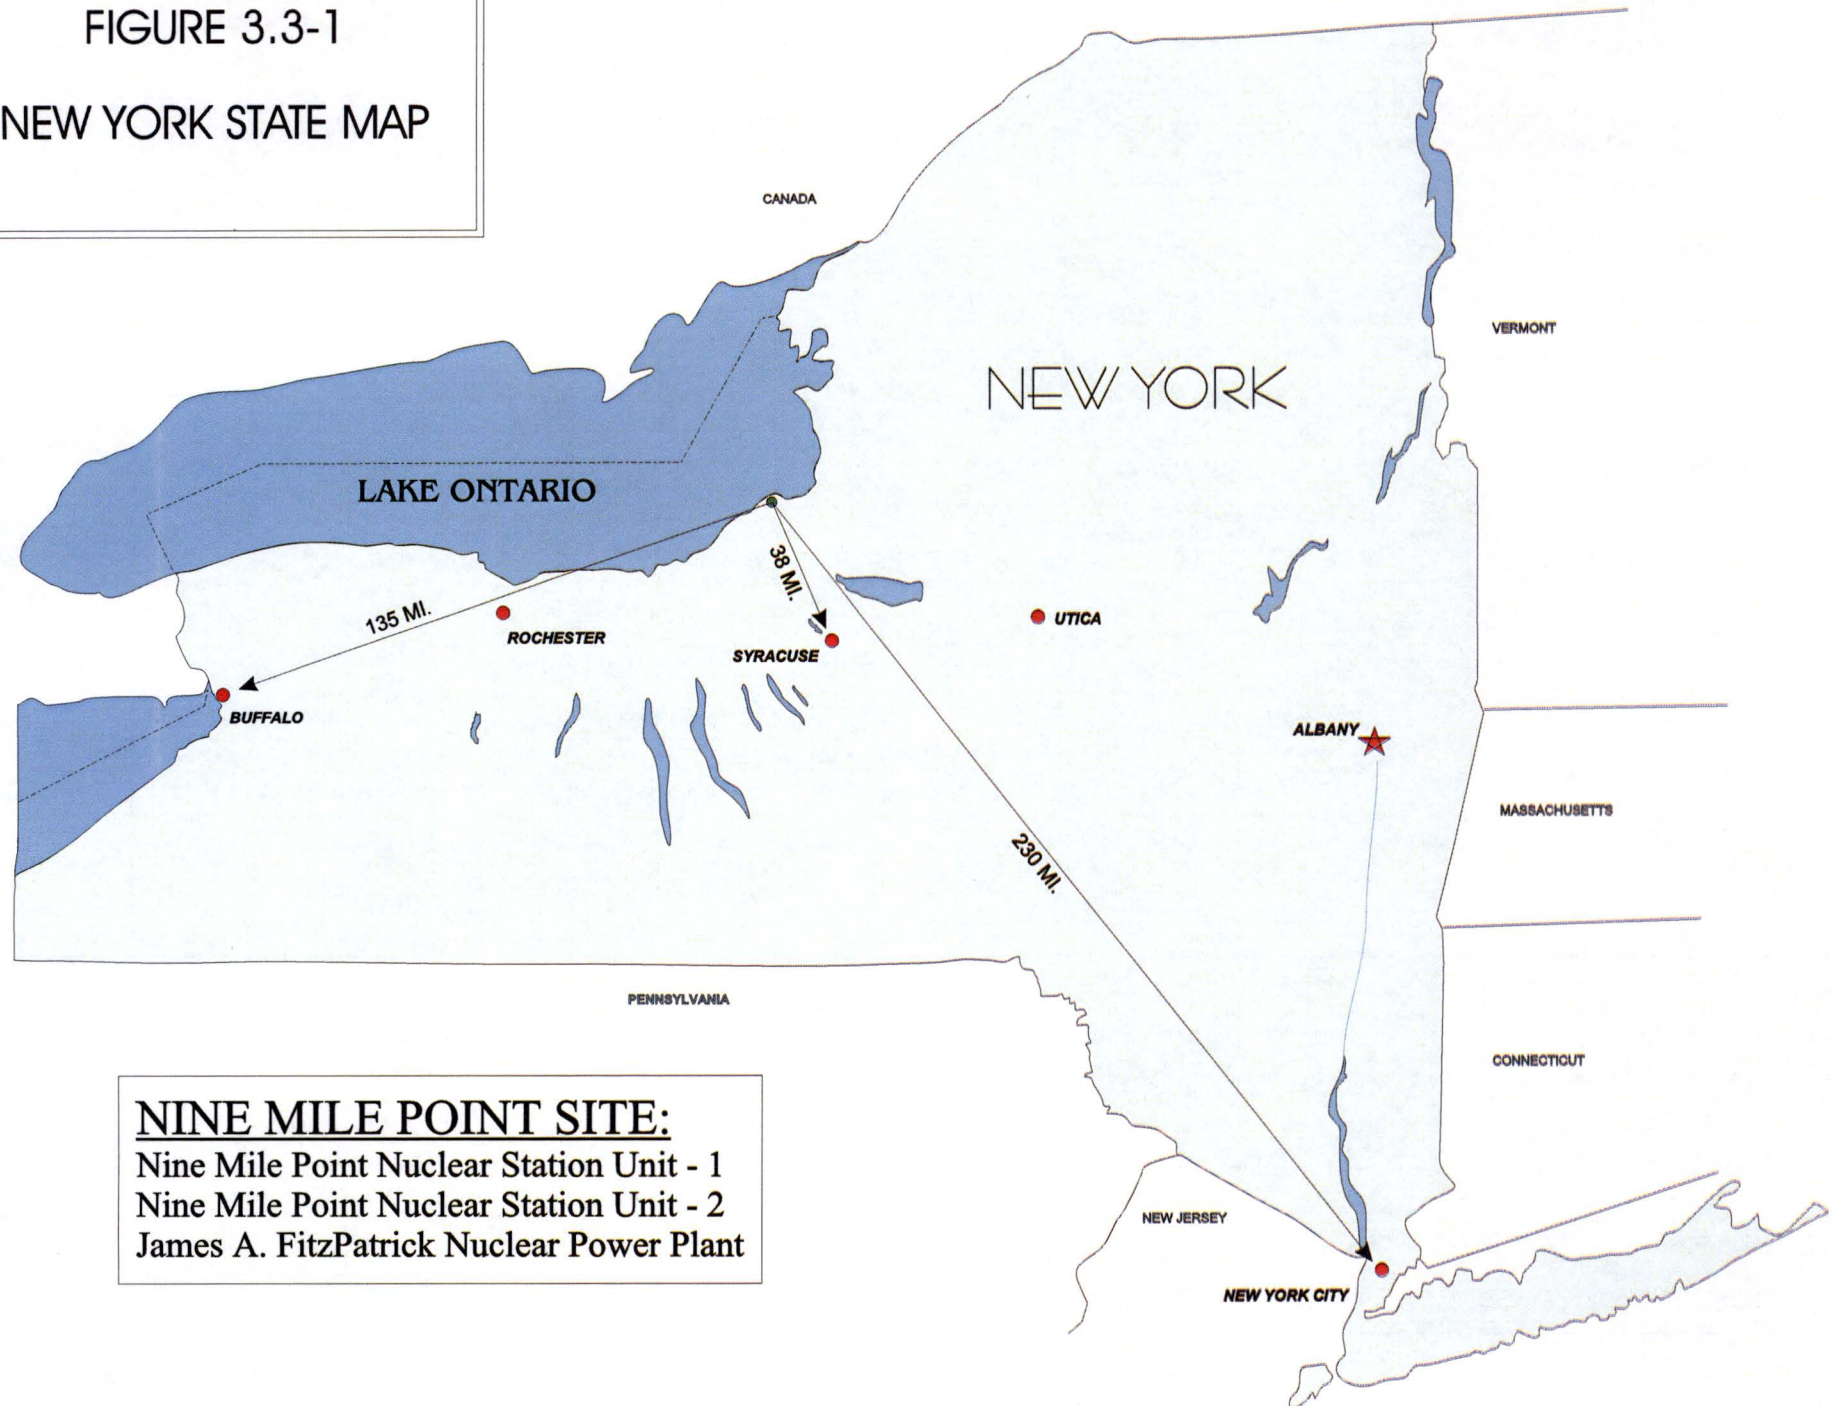 FIGURE 3.3-1
NEW YORK STATE MAP
CANADA
VERMONT
NEW YORK
LAKE ONTARIO
38 MI.
135 MI.
ROCHESTER
UTICA
SYRACUSE
BUFFALO
ALBANY
MASSACHUSETTS
230 MI.
PENNSYLVANIA
CONNECTICUT
NINE MILE POINT SITE:
Nine Mile Point Nuclear Station Unit - 1
Nine Mile Point Nuclear Station Unit - 2
James A. FitzPatrick Nuclear Power Plant
NEW JERSEY
NEW YORK CITY